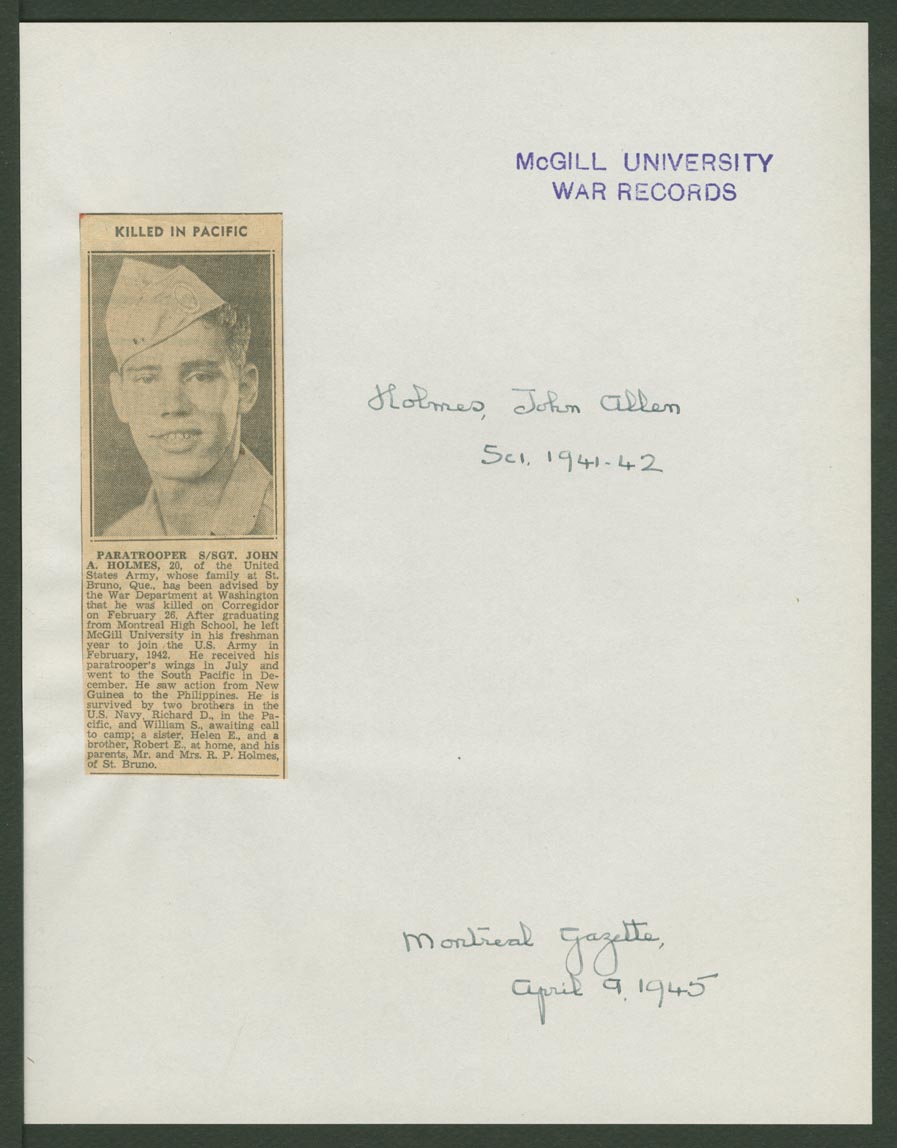 McGILL UNIVERSITY
WAR RECORDS
KILLED IN PACIFIC
PARATROOPER S/SGT. JOHN
A. HOLMES, 20, of the United
States Army, whose family at St.
Bruno, Que., has been advised by
the War Department at Washington
that he was killed on Corregidor
on February 26. After graduating
from Montreal High School, he left
McGill University in his freshman
year to join the U.S. Army in
February, 1942. He received his
paratrooper's wings in July and
went to the South Pacific in De-
cember. He saw action from New
Guinea to the Philippines. He is
survived by two brothers in the
U.S. Navy, Richard D., in the Pa-
cific, and William S., awaiting call
to camp; a sister, Helen E., and a
brother, Robert E., at home, and his
parents, Mr. and Mrs. R. P. Holmes,
of St. Bruno.
Holmes, John Allen
Sci. 1941-42
Montreal Gazette,
April 9, 1945